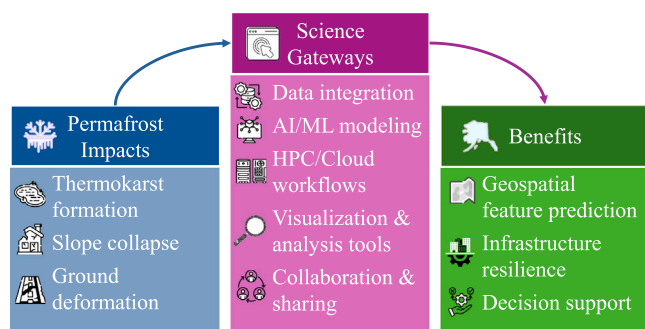 Permafrost
Impacts
Thermokarst
formation
Slope collapse
Ground
deformation
Science
Gateways
Data integration
AI/ML modeling
HPC/Cloud
workflows
Visualization &
analysis tools
Collaboration &
sharing
Benefits
Geospatial
feature prediction
Infrastructure
resilience
Decision support